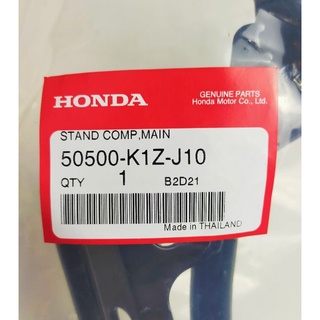 HONDA
GENUINE PARTS
Honda Motor Co., Ltd.
STAND COMP,MAIN
50500-K1Z-J10
QTY 1 B2D21
Made in THAILAND